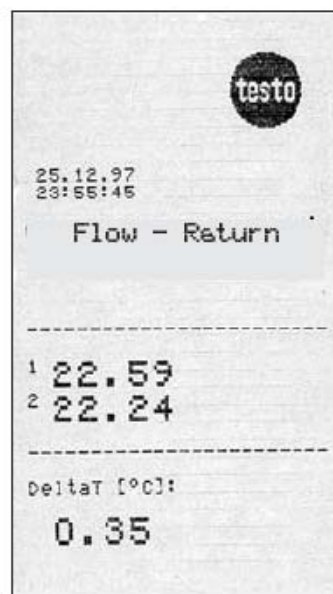 testo
25.12.97
23:55:45
Flow - Return
1 22.59
2 22.24
DeltaT [°C]:
0.35